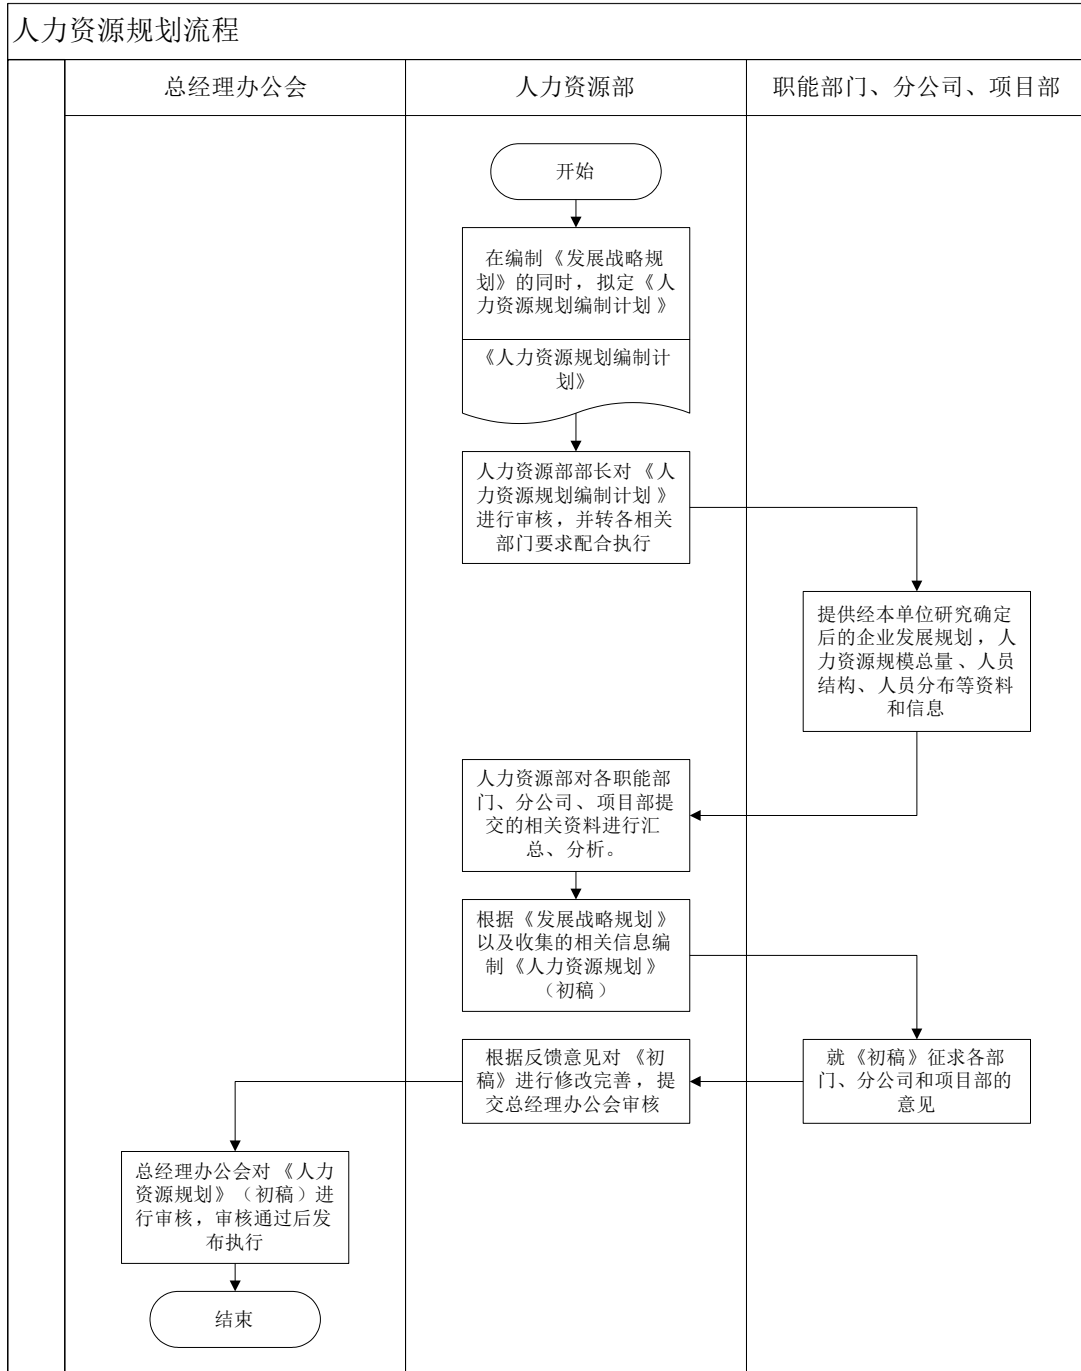 人力资源规划流程
总经理办公会
人力资源部
职能部门、分公司、项目部
开始
在编制《发展战略规
划》的同时，拟定《人
力资源规划编制计划》
《人力资源规划编制计
划》
人力资源部部长对《人
力资源规划编制计划》
进行审核，并转各相关
部门要求配合执行
提供经本单位研究确定
后的企业发展规划，人
力资源规模总量、人员
结构、人员分布等资料
和信息
人力资源部对各职能部
门、分公司、项目部提
交的相关资料进行汇
总、分析。
根据《发展战略规划》
以及收集的相关信息编
制《人力资源规划》
（初稿）
就《初稿》征求各部
门、分公司和项目部的
意见
根据反馈意见对《初
稿》进行修改完善，提
交总经理办公会审核
总经理办公会对《人力
资源规划》（初稿）进
行审核，审核通过后发
布执行
结束